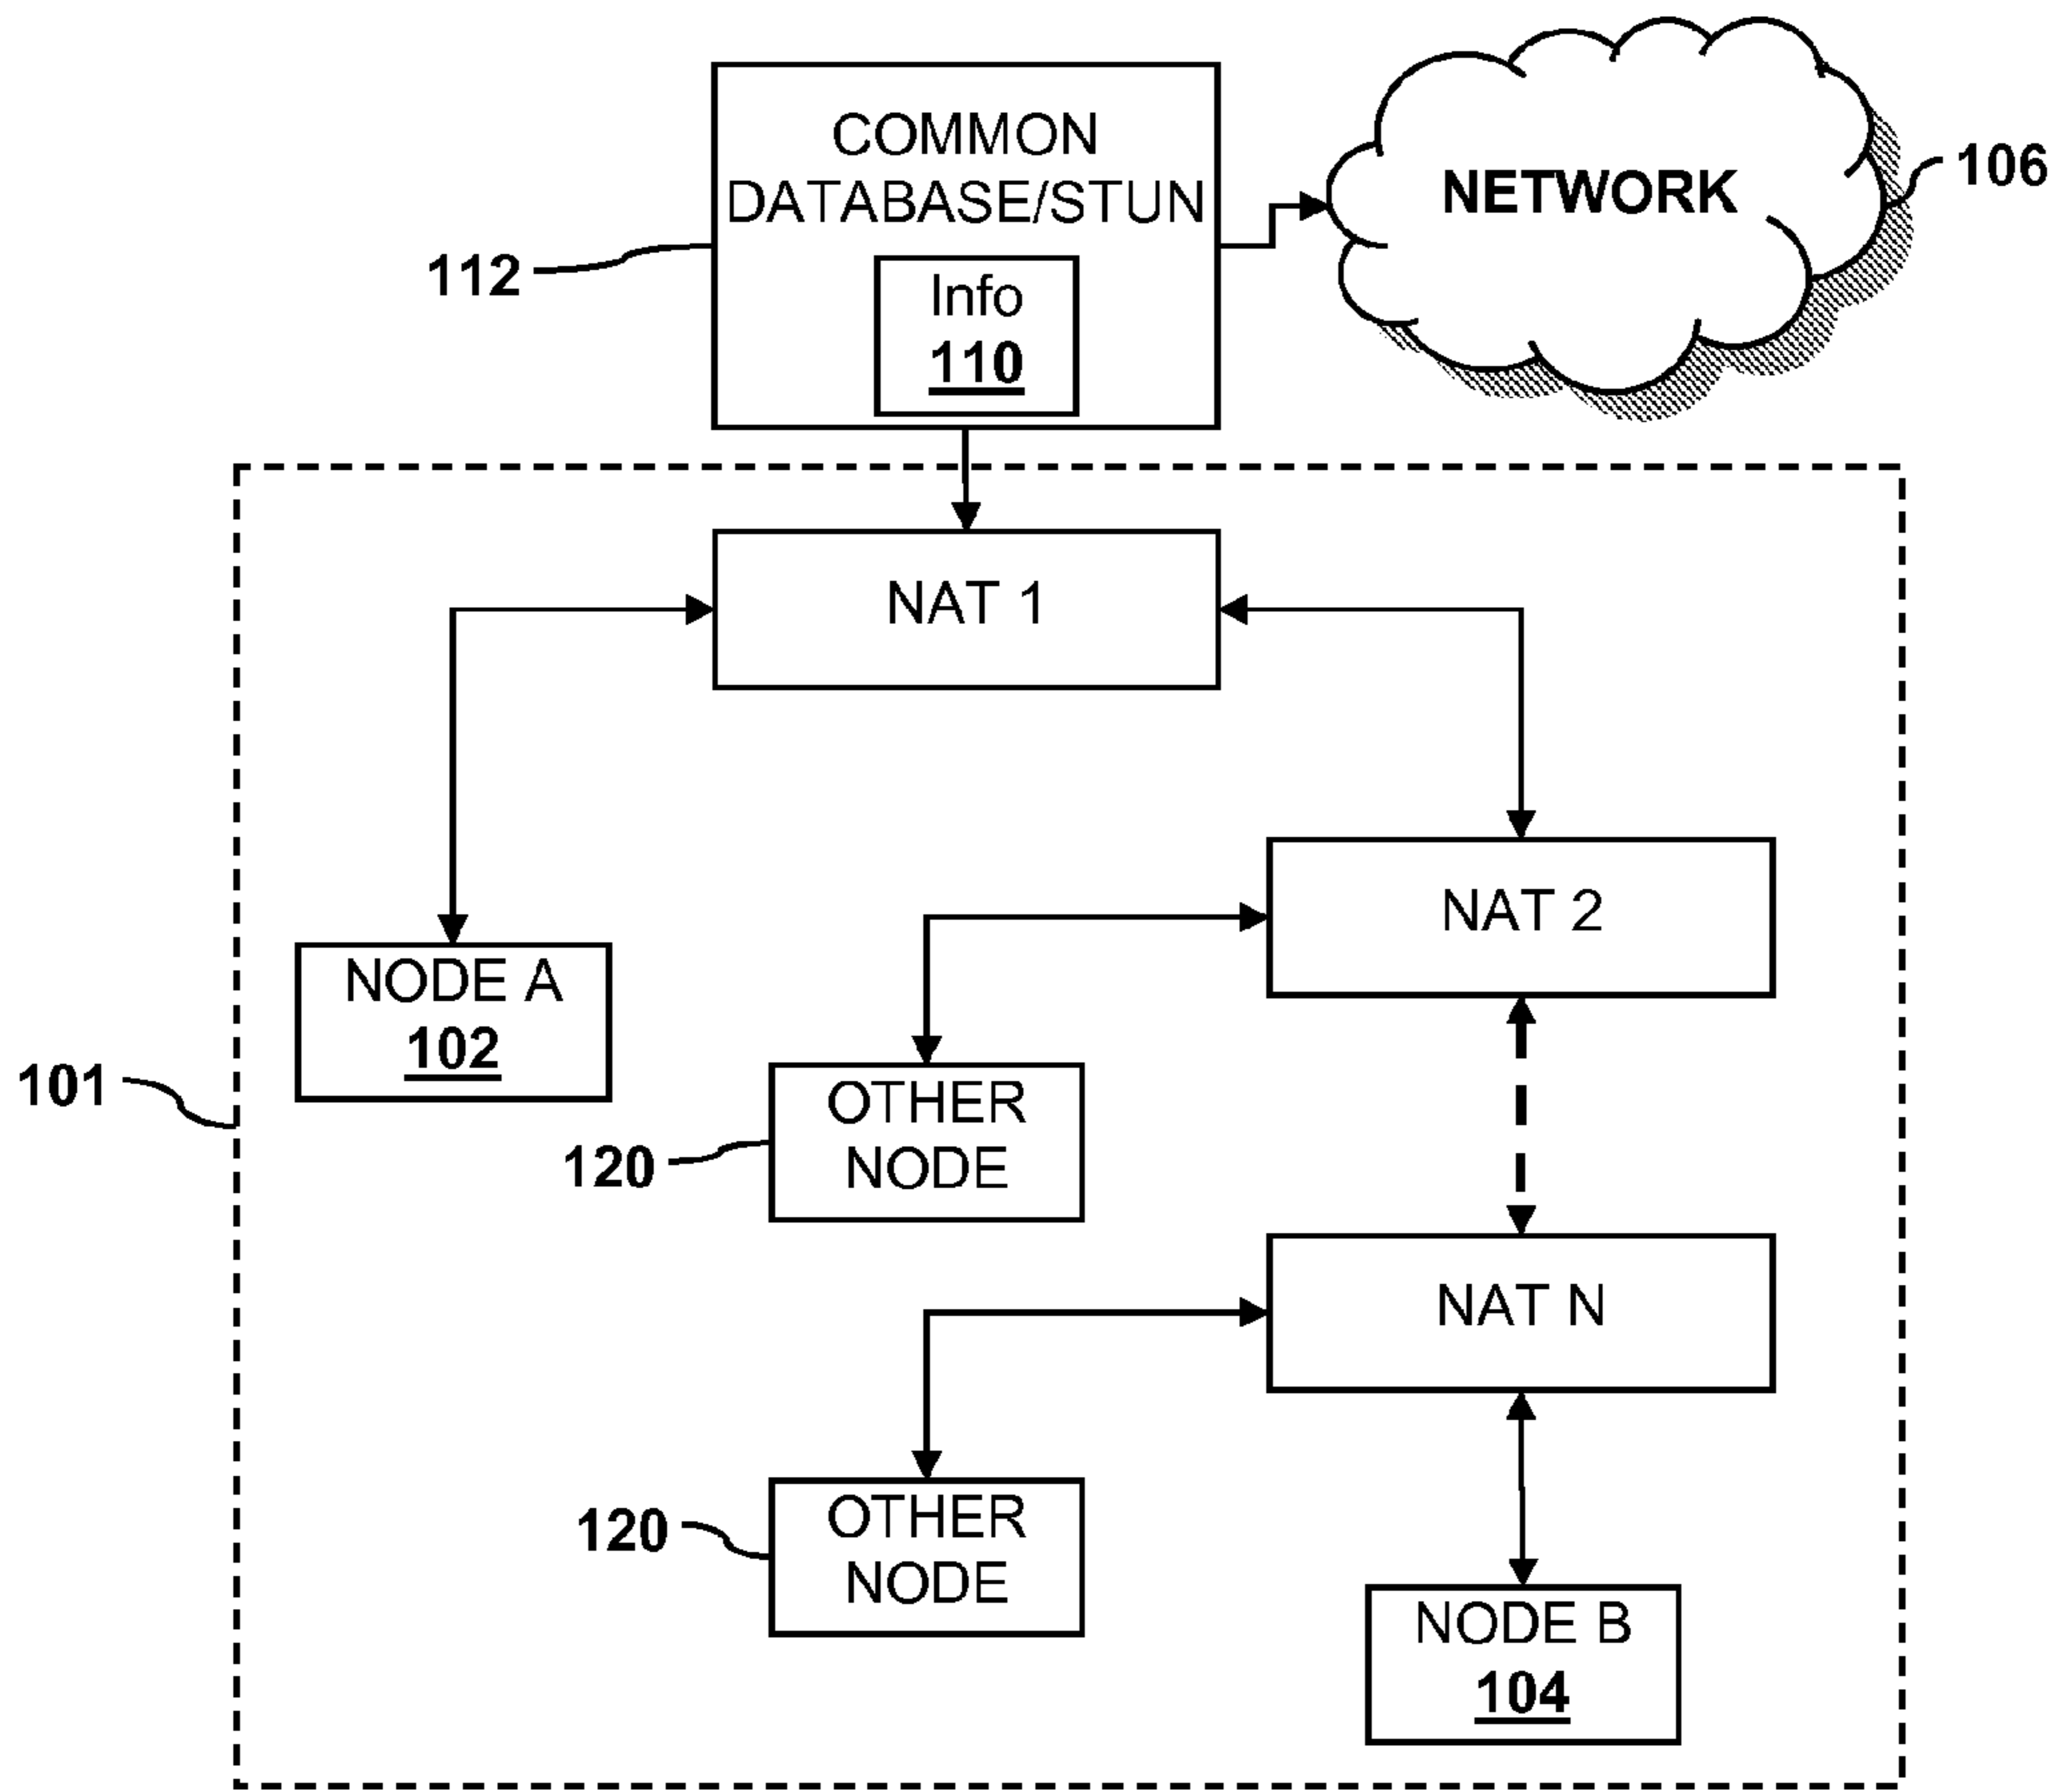 COMMON
DATABASE/STUN
NETWORK
106
112
Info
110
NAT 1
NAT 2
NODE A
102
101
OTHER
NODE
120
NAT N
OTHER
NODE
120
NODE B
104